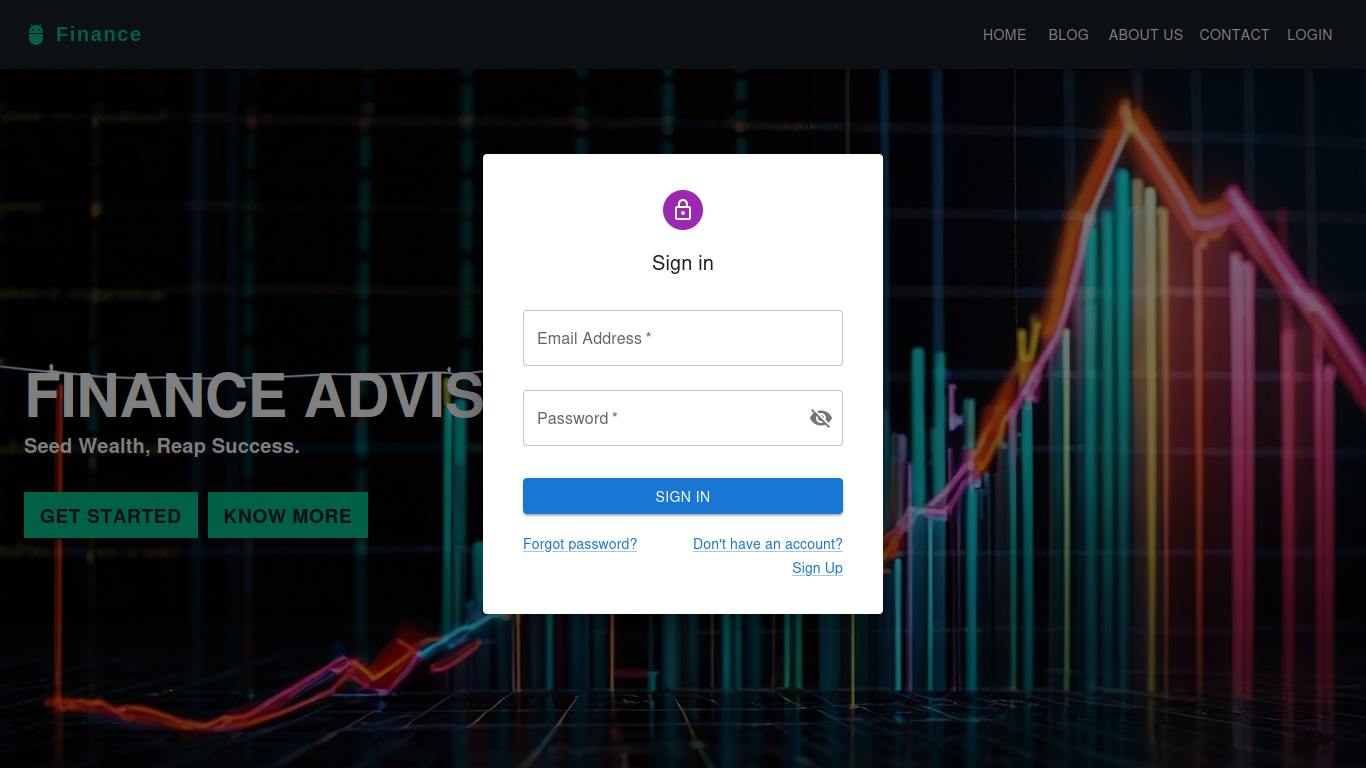 Finance
HOME BLOG ABOUT US CONTACT LOGIN
FINANCE ADVIS
Seed Wealth, Reap Success.
GET STARTED KNOW MORE
Sign in
Email Address *
Password *
SIGN IN
Forgot password?
Don't have an account?
Sign Up